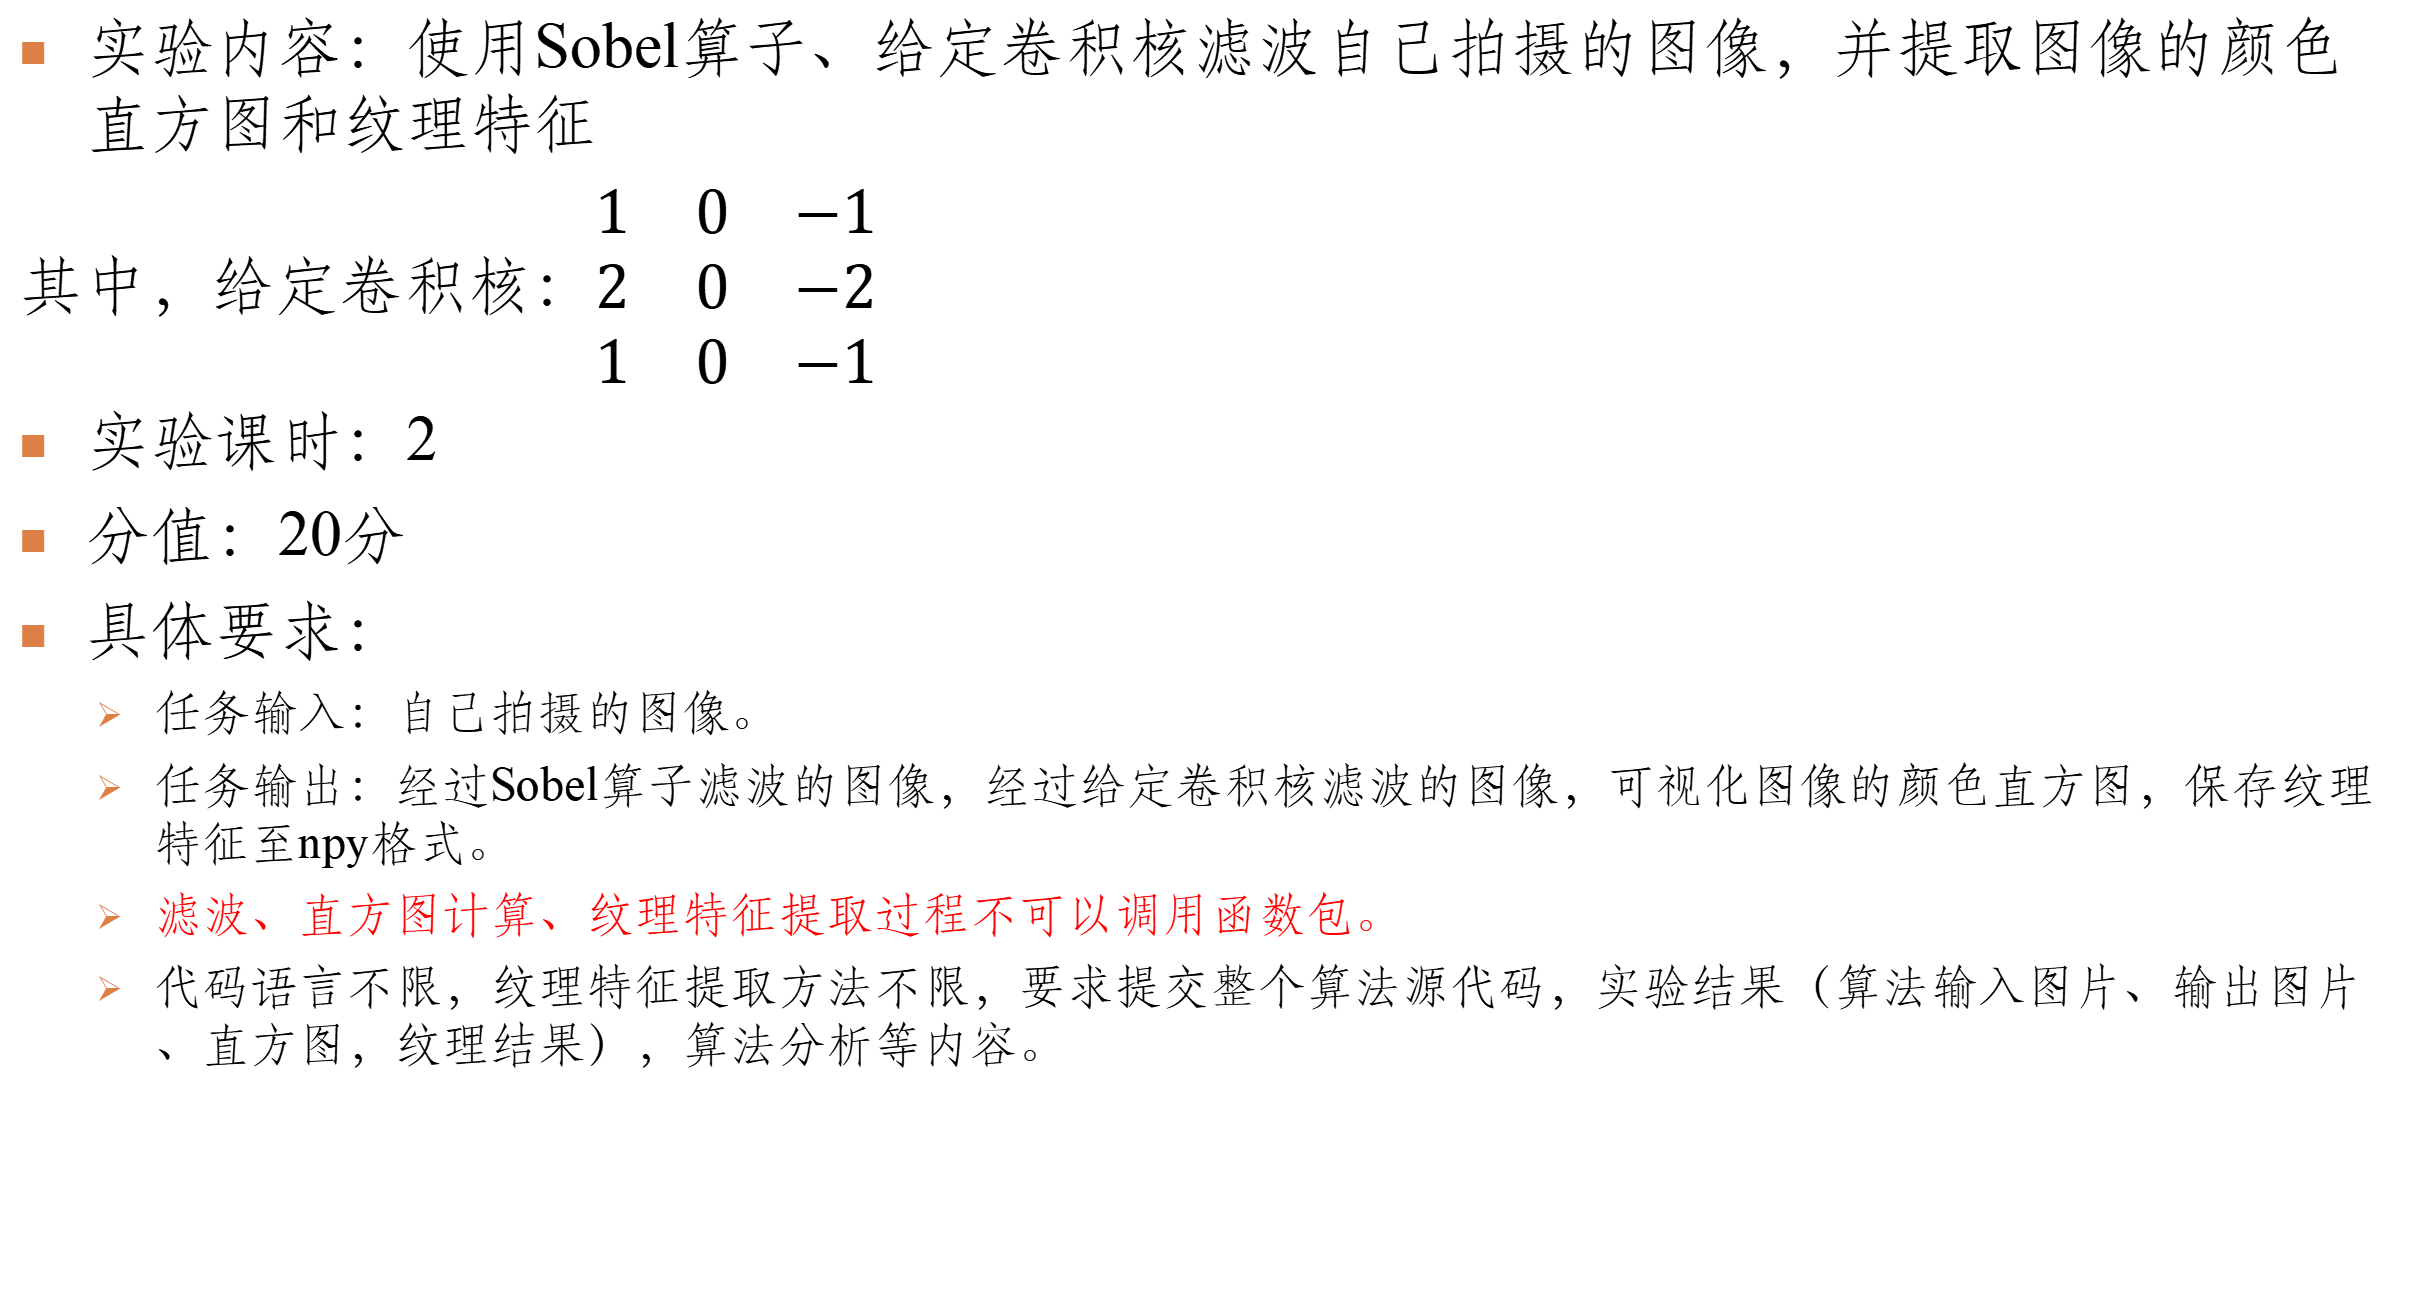 实验内容：使用Sobel算子、给定卷积核滤波自己拍摄的图像，并提取图像的颜色
直方图和纹理特征
1 0 −1
其中，给定卷积核：2 0 −2
1 0 −1
实验课时：2
分值：20分
具体要求：
任务输入：自己拍摄的图像。
任务输出：经过Sobel算子滤波的图像，经过给定卷积核滤波的图像，可视化图像的颜色直方图，保存纹理
特征至npy格式。
滤波、直方图计算、纹理特征提取过程不可以调用函数包。
代码语言不限，纹理特征提取方法不限，要求提交整个算法源代码，实验结果（算法输入图片、输出图片
、直方图，纹理结果），算法分析等内容。